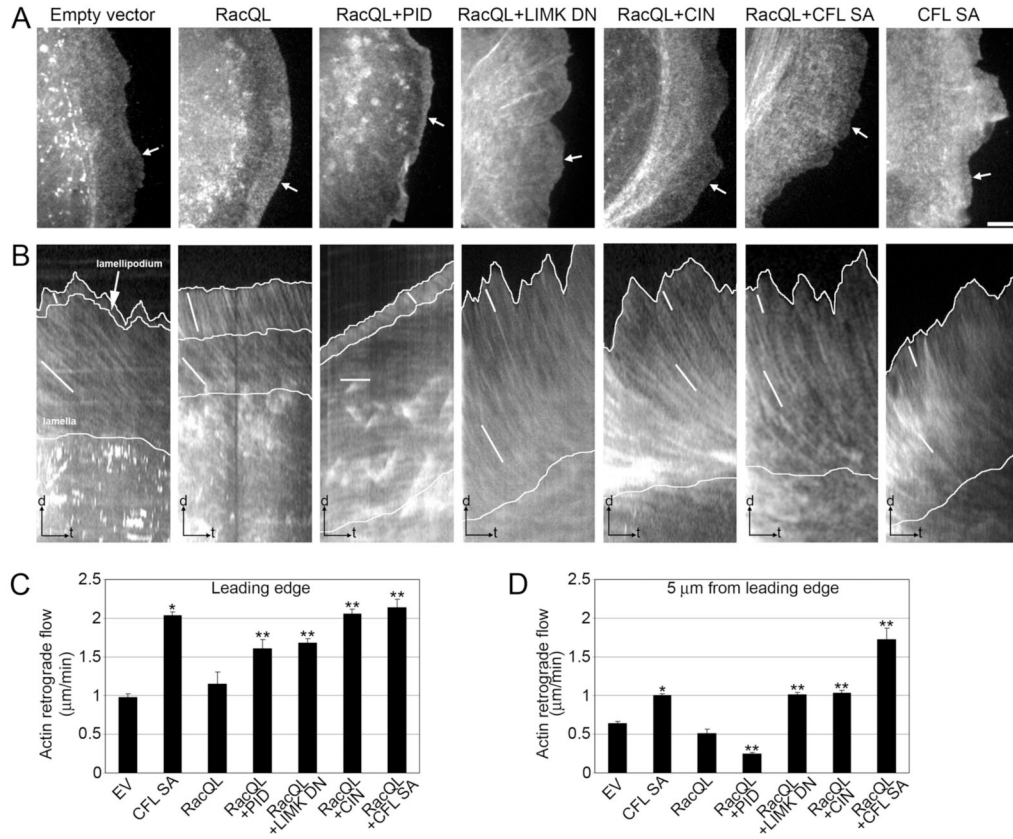 A
Empty vector RacQL RacQL+PID RacQL+LIMK DN RacQL+CIN RacQL+CFL SA CFL SA
B
lamellipodium
lamella
d
t
d
t
d
t
d
t
d
t
d
t
d
t
C
Leading edge
Actin retrograde flow
(μm/min)
2.5
2
1.5
1
0.5
0
EV
CFL SA
RacQL
RacQL
+PID
RacQL
+LIMK DN
RacQL
+CIN
RacQL
+CFL SA
*
**
**
**
**
D
5 μm from leading edge
Actin retrograde flow
(μm/min)
2.5
2
1.5
1
0.5
0
EV
CFL SA
RacQL
RacQL
+PID
RacQL
+LIMK DN
RacQL
+CIN
RacQL
+CFL SA
*
**
**
**
**